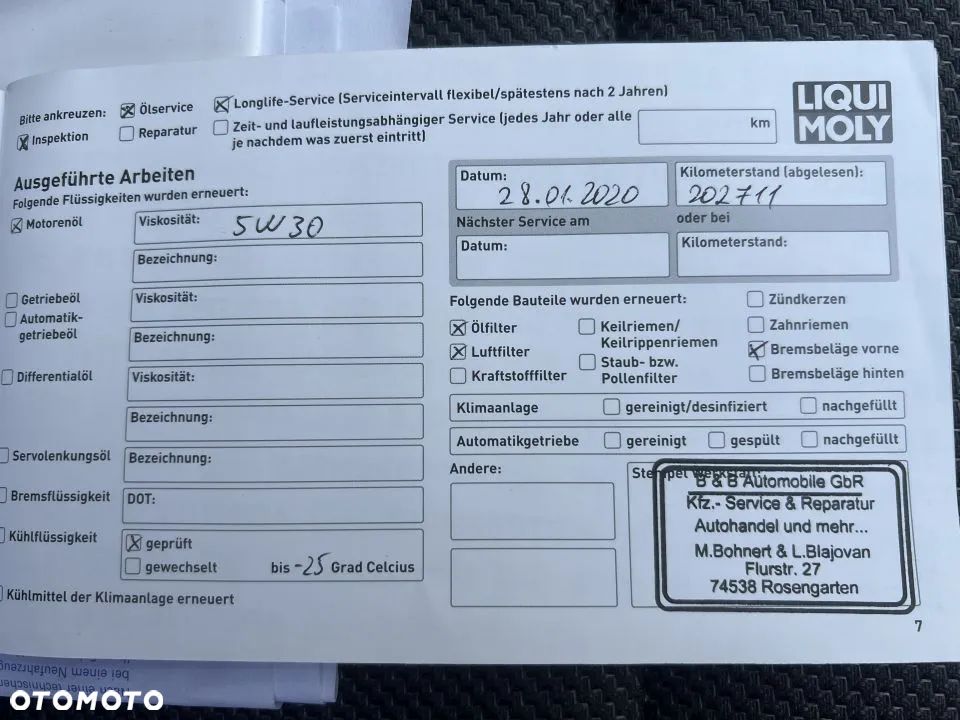 Bitte ankreuzen:
Ölservice
Longlife-Service (Serviceintervall flexibel/spätestens nach 2 Jahren)
Inspektion
Reparatur
Zeit- und laufleistungsabhängiger Service (jedes Jahr oder alle
km
je nachdem was zuerst eintritt)
LIQUI
MOLY
Ausgeführte Arbeiten
Folgende Flüssigkeiten wurden erneuert:
Motorenöl
Viskosität: 5W30
Bezeichnung:
Getriebeöl
Viskosität:
Automatik-
getriebeöl
Bezeichnung:
Differentialöl
Viskosität:
Bezeichnung:
Servolenkungsöl
Bezeichnung:
Bremsflüssigkeit
DOT:
Kühlflüssigkeit
geprüft
gewechselt
bis -25 Grad Celcius
Kühlmittel der Klimaanlage erneuert
Datum:
28.01.2020
Kilometerstand (abgelesen):
202711
Nächster Service am
oder bei
Datum:
Kilometerstand:
Folgende Bauteile wurden erneuert:
Zündkerzen
Ölfilter
Keilriemen/
Keilrippenriemen
Zahnriemen
Luftfilter
Staub- bzw.
Pollenfilter
Bremsbeläge vorne
Kraftstofffilter
Bremsbeläge hinten
Klimaanlage
gereinigt/desinfiziert
nachgefüllt
Automatikgetriebe
gereinigt
gespült
nachgefüllt
Andere:
Stempel Werkstatt:
B & B Automobile GbR
Kfz.- Service & Reparatur
Autohandel und mehr...
M.Bohnert & L.Blajovan
Flurstr. 27
74538 Rosengarten
7
bei einem Neufahrzeug
OTOMOTO